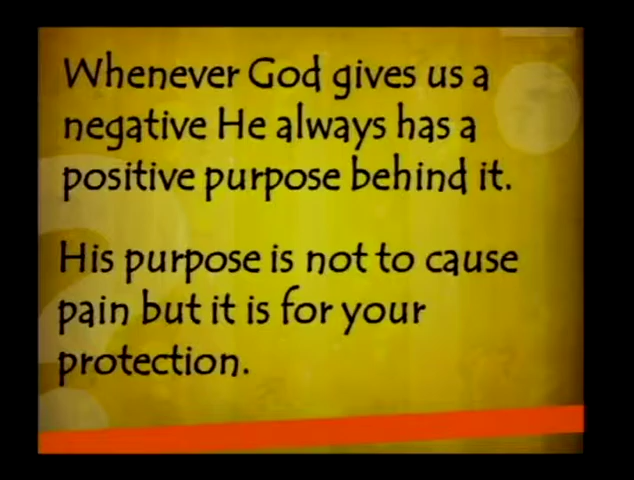 Whenever God gives us a
negative He always has a
positive purpose behind it.
His purpose is not to cause
pain but it is for your
protection.